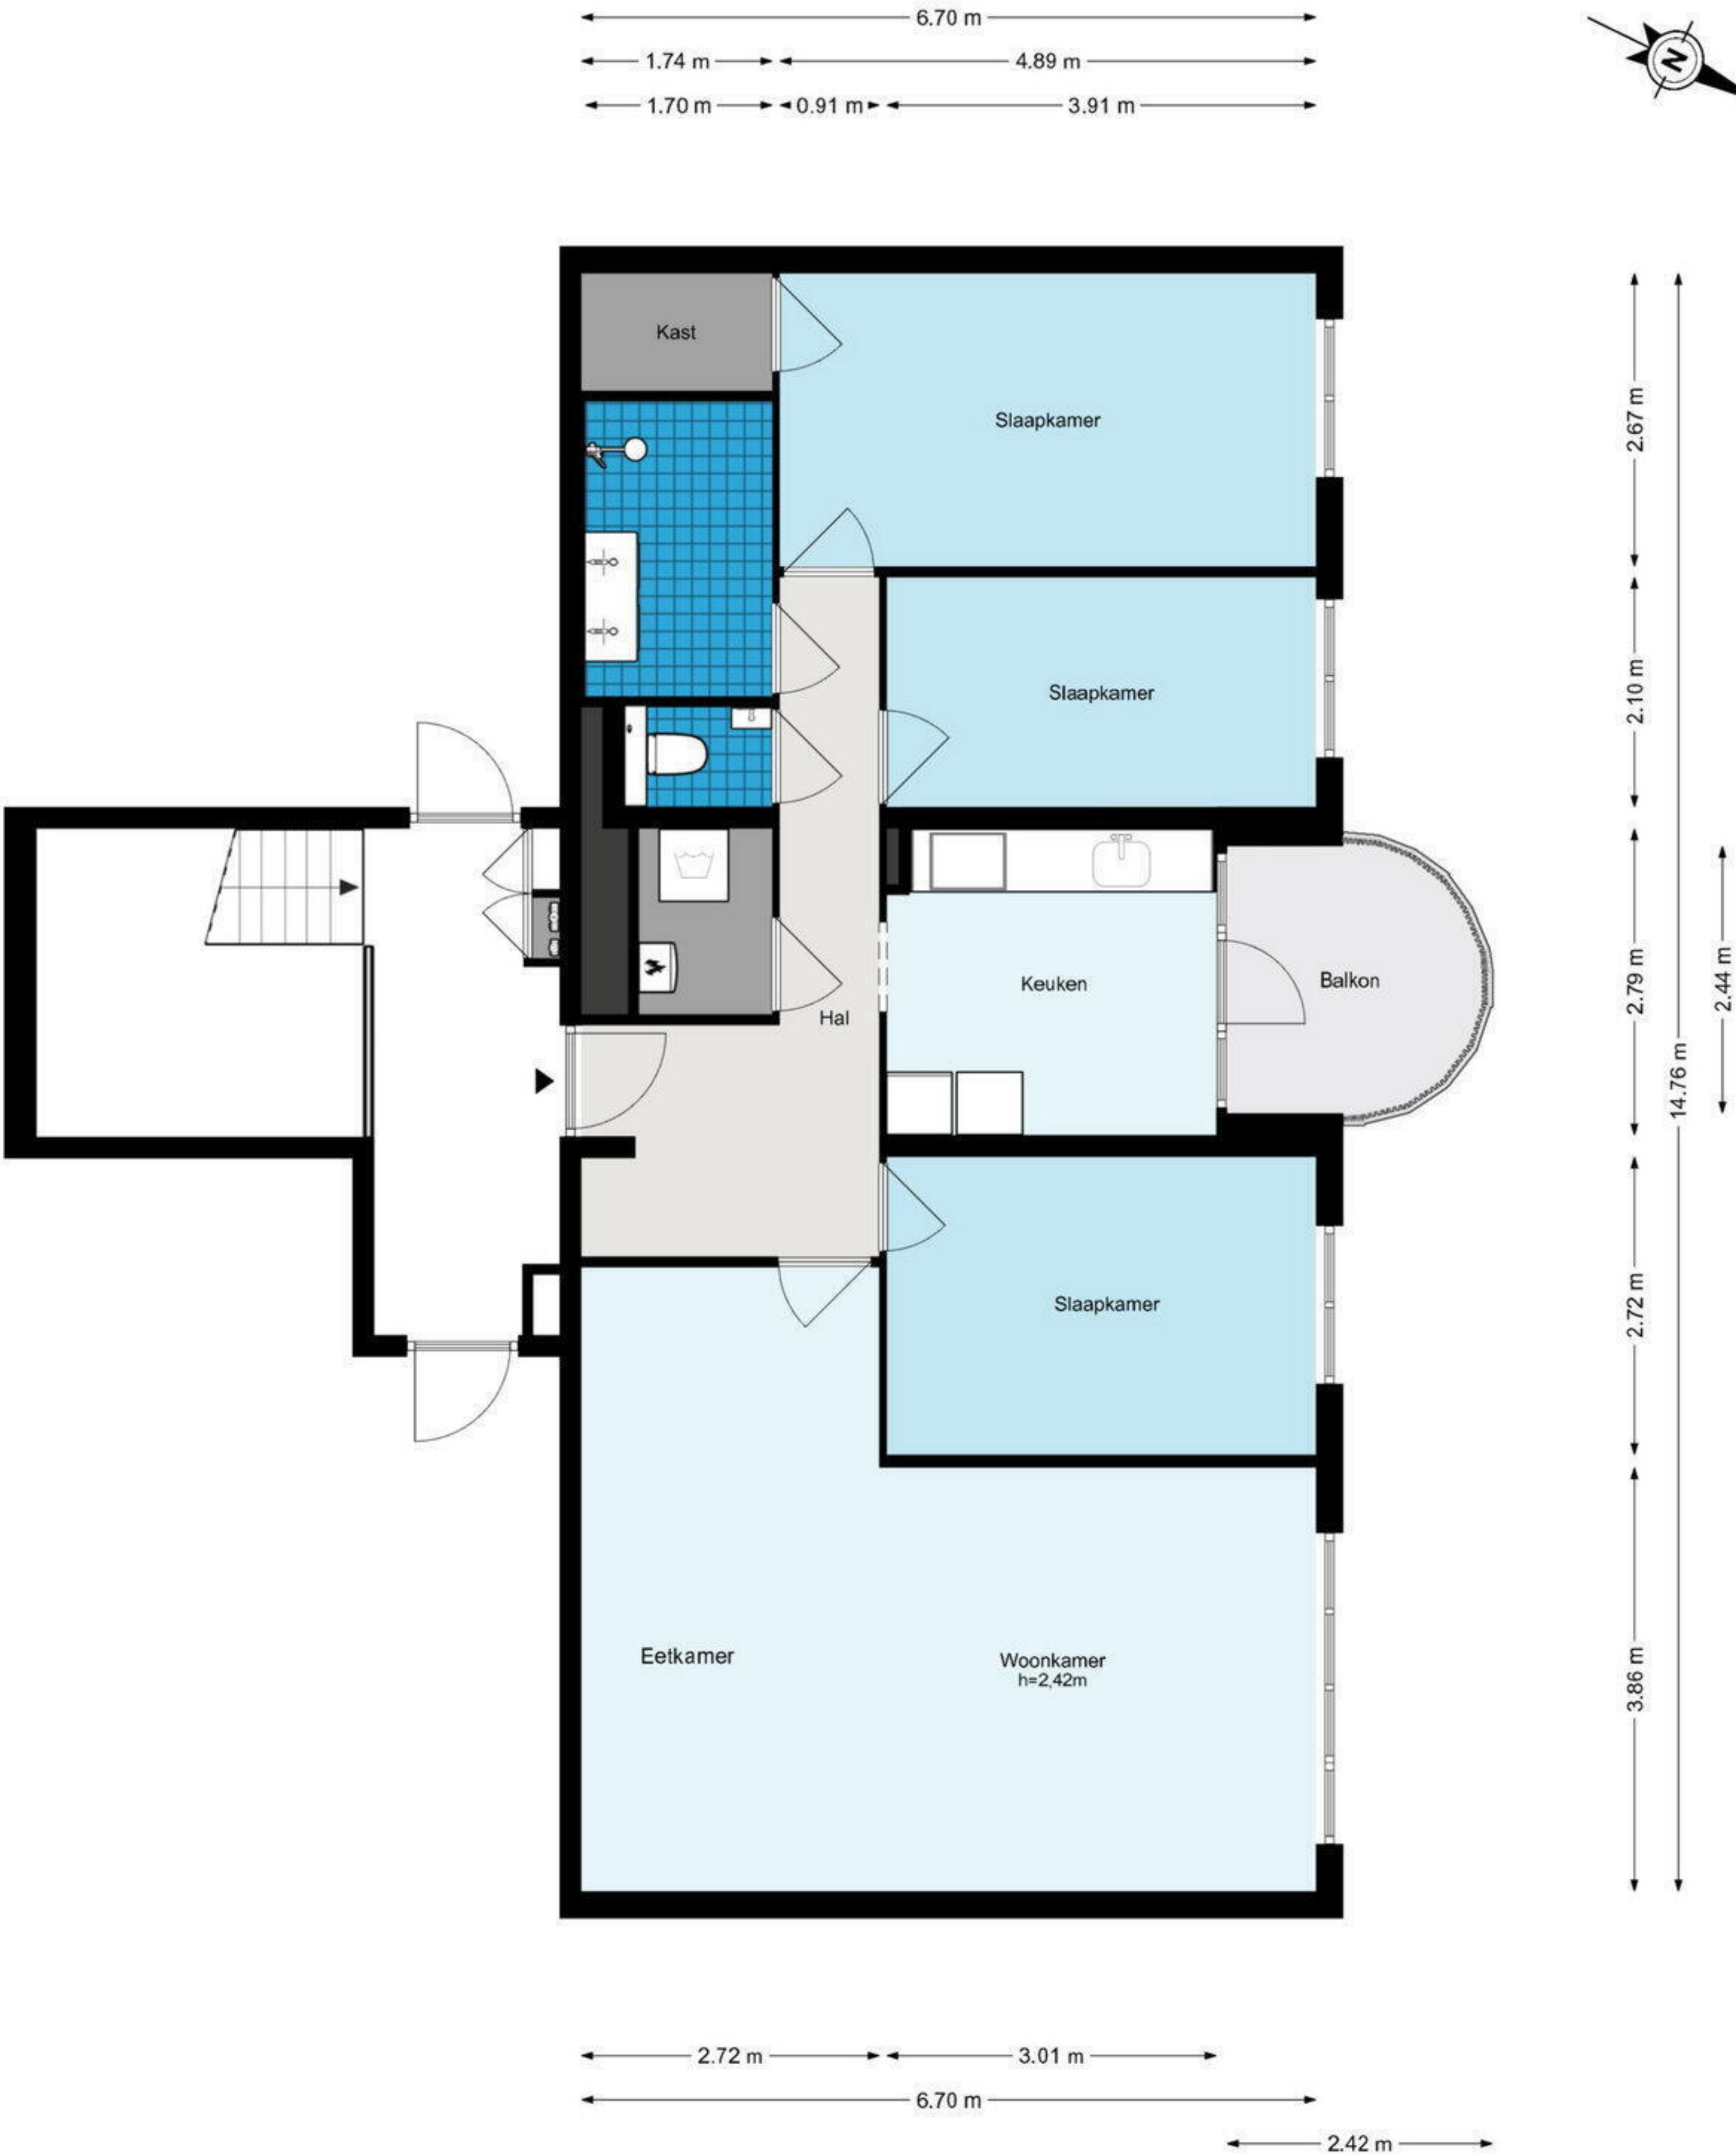 6.70 m
1.74 m
4.89 m
1.70 m
0.91 m
3.91 m
N
Kast
Slaapkamer
2.67 m
Slaapkamer
2.10 m
Keuken
Balkon
2.79 m
2.44 m
Hal
14.76 m
Slaapkamer
2.72 m
Eetkamer
Woonkamer
h=2,42m
3.86 m
2.72 m
3.01 m
6.70 m
2.42 m